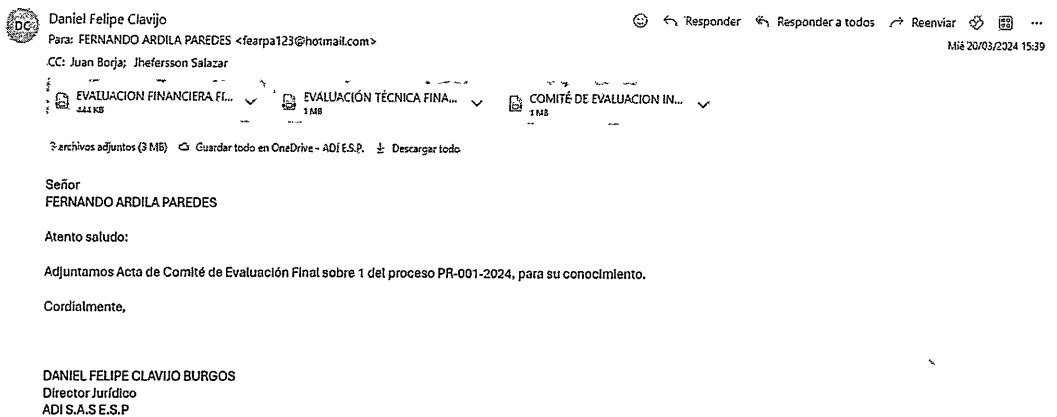 DC
Daniel Felipe Clavijo
Responder Responder a todos Reenviar ...
Para: FERNANDO ARDILA PAREDES <fearpa123@hotmail.com>
Mié 20/03/2024 15:39
CC: Juan Borja; Jhefersson Salazar
EVALUACION FINANCIERA FI... EVALUACIÓN TÉCNICA FINA... COMITÉ DE EVALUACION IN...
444 KB 1 MB 1 MB
3 archivos adjuntos (3 MB) Guardar todo en OneDrive - ADI E.S.P. Descargar todo
Señor
FERNANDO ARDILA PAREDES
Atento saludo:
Adjuntamos Acta de Comité de Evaluación Final sobre 1 del proceso PR-001-2024, para su conocimiento.
Cordialmente,
DANIEL FELIPE CLAVIJO BURGOS
Director Jurídico
ADI S.A.S E.S.P